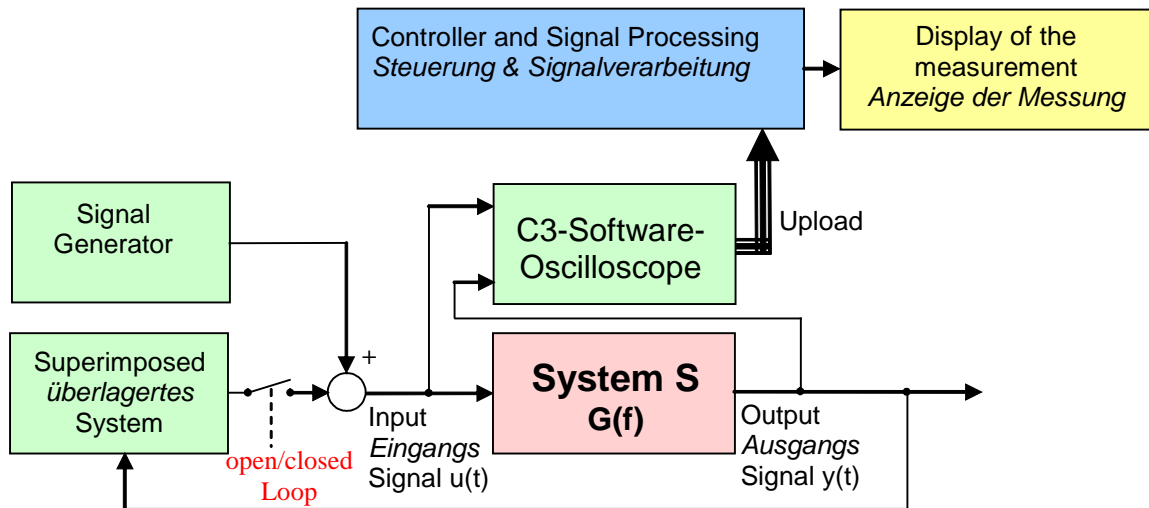 Controller and Signal Processing
Steuerung & Signalverarbeitung
Display of the
measurement
Anzeige der Messung
Signal
Generator
C3-Software-
Oscilloscope
Upload
Superimposed
überlagertes
System
+
open/closed
Loop
Input
Eingangs
Signal u(t)
System S
G(f)
Output
Ausgangs
Signal y(t)